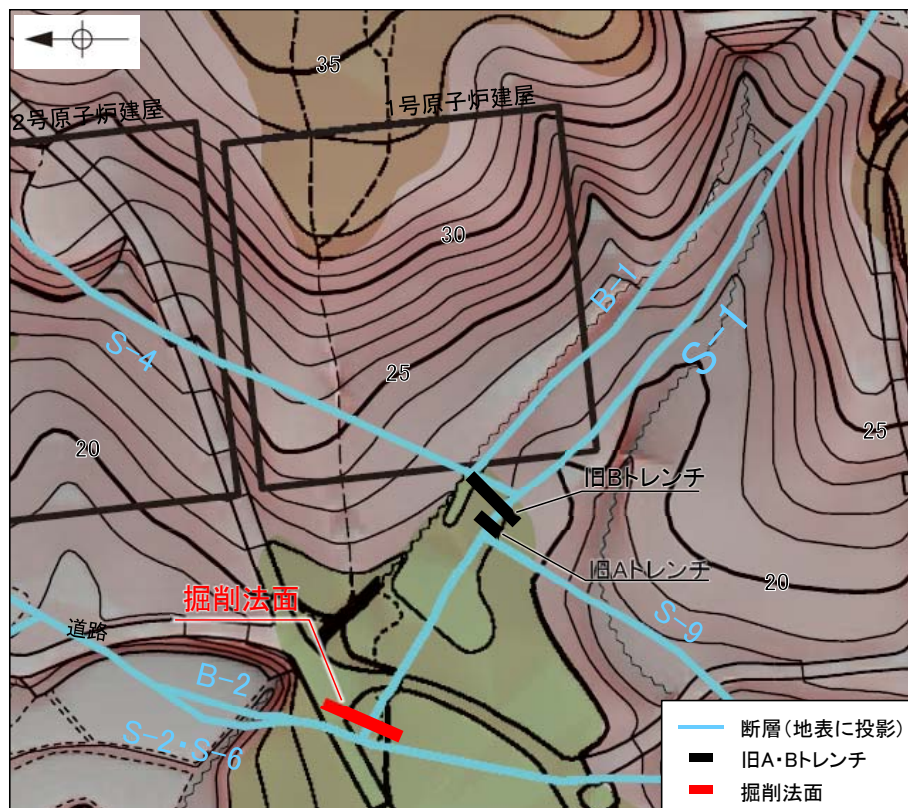 35
2号原子炉建屋
1号原子炉建屋
30
B-1
S-1
S-4
25
20
25
旧Bトレンチ
旧Aトレンチ
20
掘削法面
S-9
道路
B-2
S-2・S-6
断層(地表に投影)
旧A・Bトレンチ
掘削法面